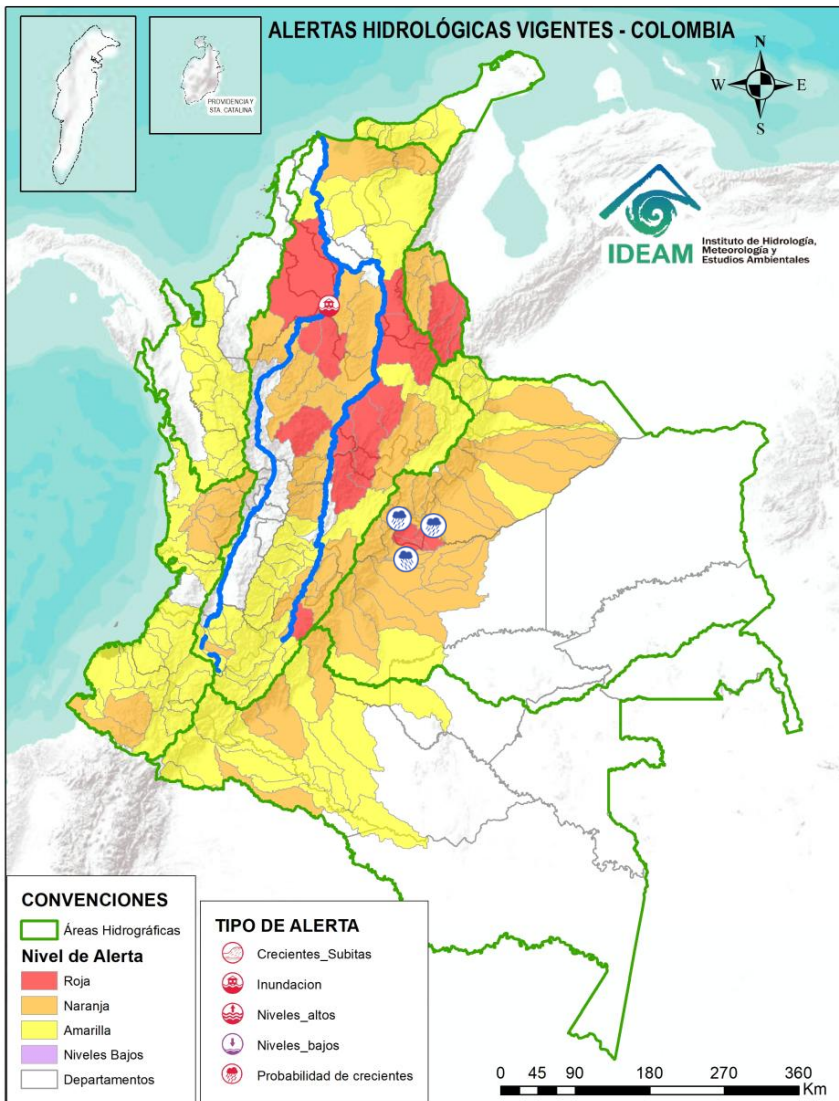 ALERTAS HIDROLÓGICAS VIGENTES - COLOMBIA
PROVIDENCIA Y
STA. CATALINA
N
W E
S
IDEAM
Instituto de Hidrología,
Meteorología y
Estudios Ambientales
CONVENCIONES
Áreas Hidrográficas
Nivel de Alerta
Roja
Naranja
Amarilla
Niveles Bajos
Departamentos
TIPO DE ALERTA
Crecientes_Subitas
Inundacion
Niveles_altos
Niveles_bajos
Probabilidad de crecientes
0 45 90 180 270 360
Km